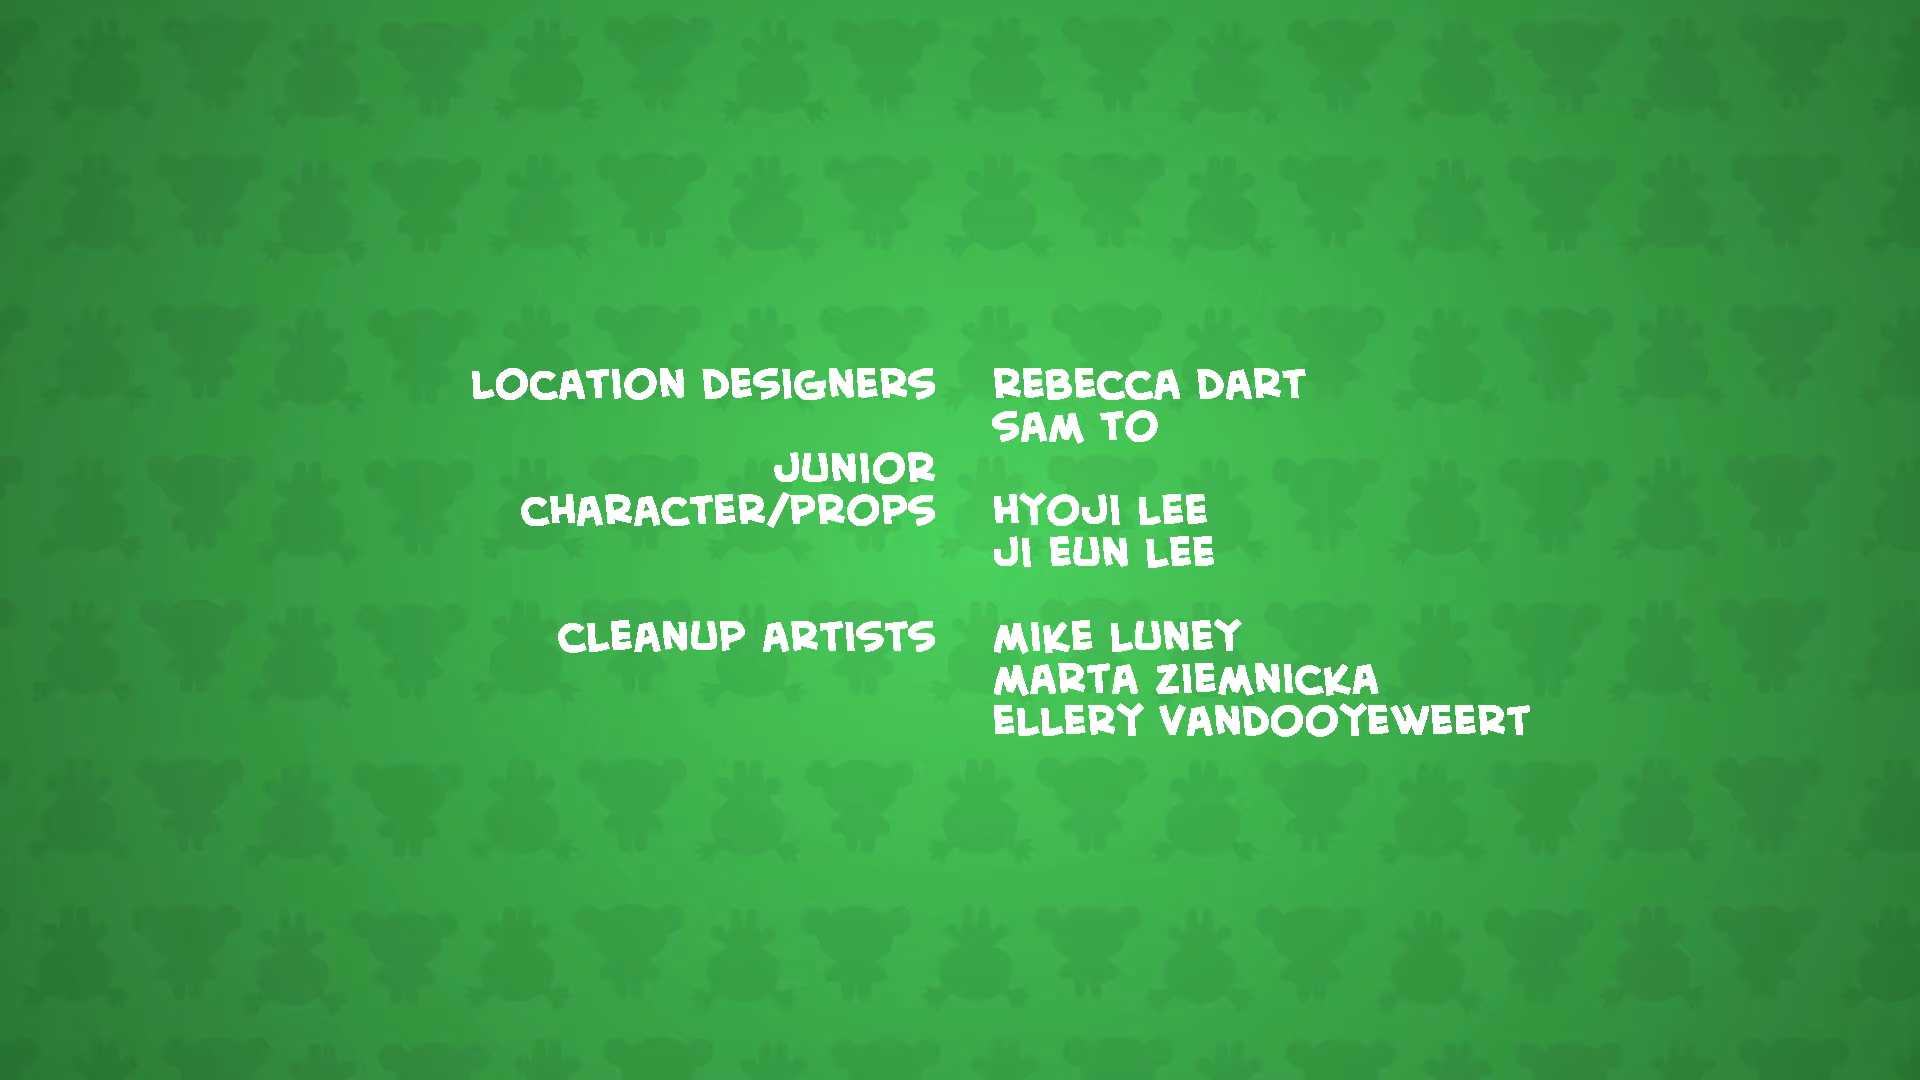 LOCATION DESIGNERS REBECCA DART
SAM TO
JUNIOR
CHARACTER/PROPS HYOJI LEE
JI EUN LEE
CLEANUP ARTISTS MIKE LUNEY
MARTA ZIEMNICKA
ELLERY VANDOOYEWEERT